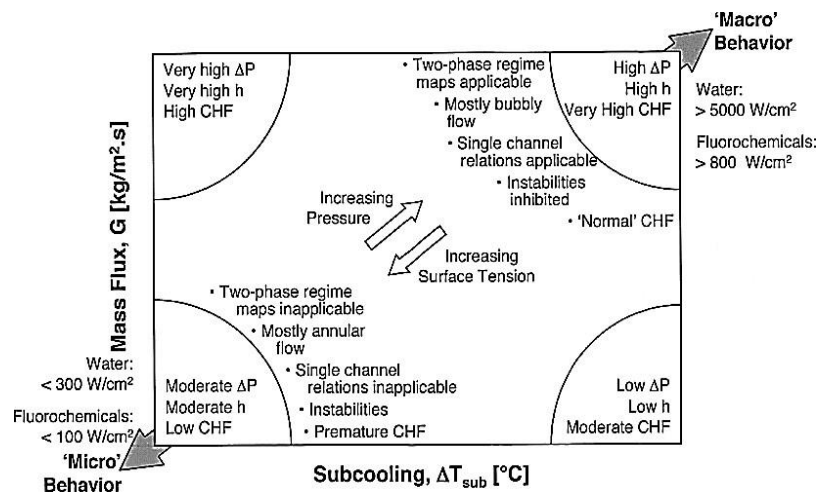 'Macro'
Behavior
Very high ΔP
Very high h
High CHF
• Two-phase regime
maps applicable
• Mostly bubbly
flow
• Single channel
relations applicable
• Instabilities
inhibited
• 'Normal' CHF
High ΔP
High h
Very High CHF
Water:
> 5000 W/cm²
Fluorochemicals:
> 800 W/cm²
Mass Flux, G [kg/m².s]
Increasing
Pressure
Increasing
Surface Tension
• Two-phase regime
maps inapplicable
• Mostly annular
flow
• Single channel
relations inapplicable
• Instabilities
• Premature CHF
Water:
< 300 W/cm²
Fluorochemicals:
< 100 W/cm²
Moderate ΔP
Moderate h
Low CHF
Low ΔP
Low h
Moderate CHF
'Micro'
Behavior
Subcooling, ΔTsub [°C]